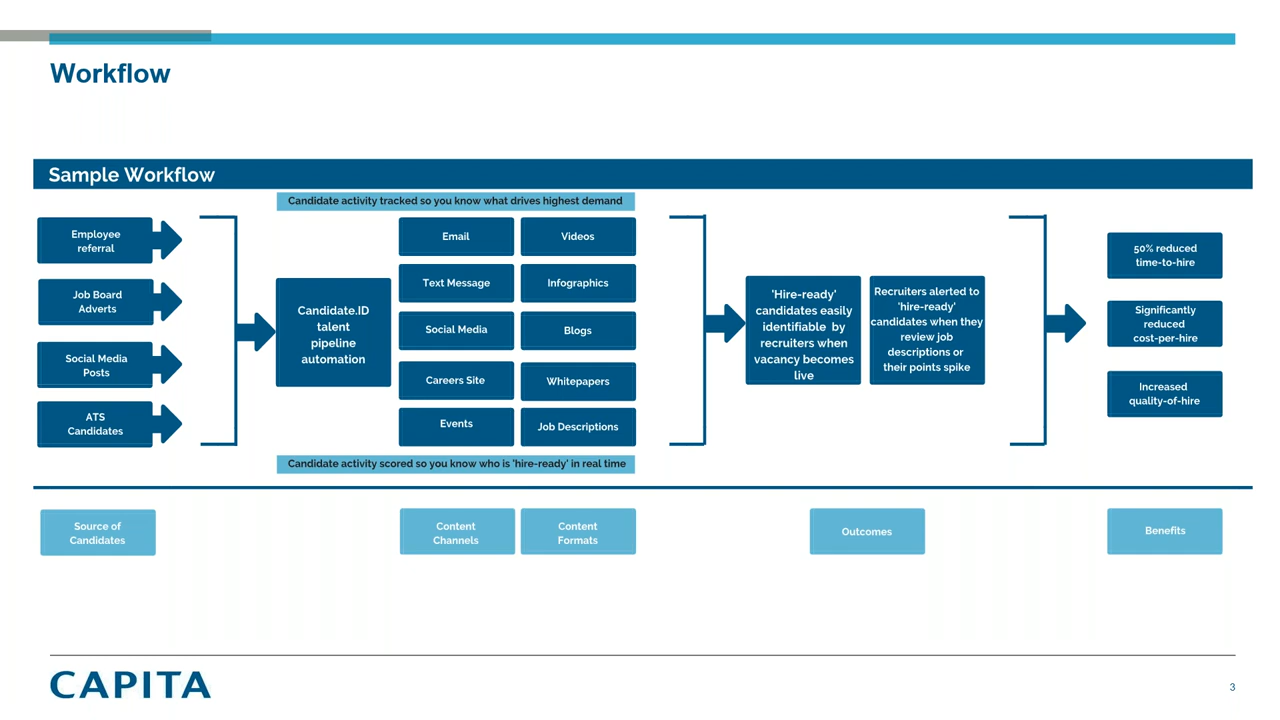 Workflow
Sample Workflow
Candidate activity tracked so you know what drives highest demand
Employee
referral
Job Board
Adverts
Social Media
Posts
ATS
Candidates
Candidate.ID
talent
pipeline
automation
Email
Text Message
Social Media
Careers Site
Events
Videos
Infographics
Blogs
Whitepapers
Job Descriptions
Candidate activity scored so you know who is 'hire-ready' in real time
'Hire-ready'
candidates easily
identifiable by
recruiters when
vacancy becomes
live
Recruiters alerted to
'hire-ready'
candidates when they
review job
descriptions or
their points spike
50% reduced
time-to-hire
Significantly
reduced
cost-per-hire
Increased
quality-of-hire
Source of
Candidates
Content
Channels
Content
Formats
Outcomes
Benefits
CAPITA
3